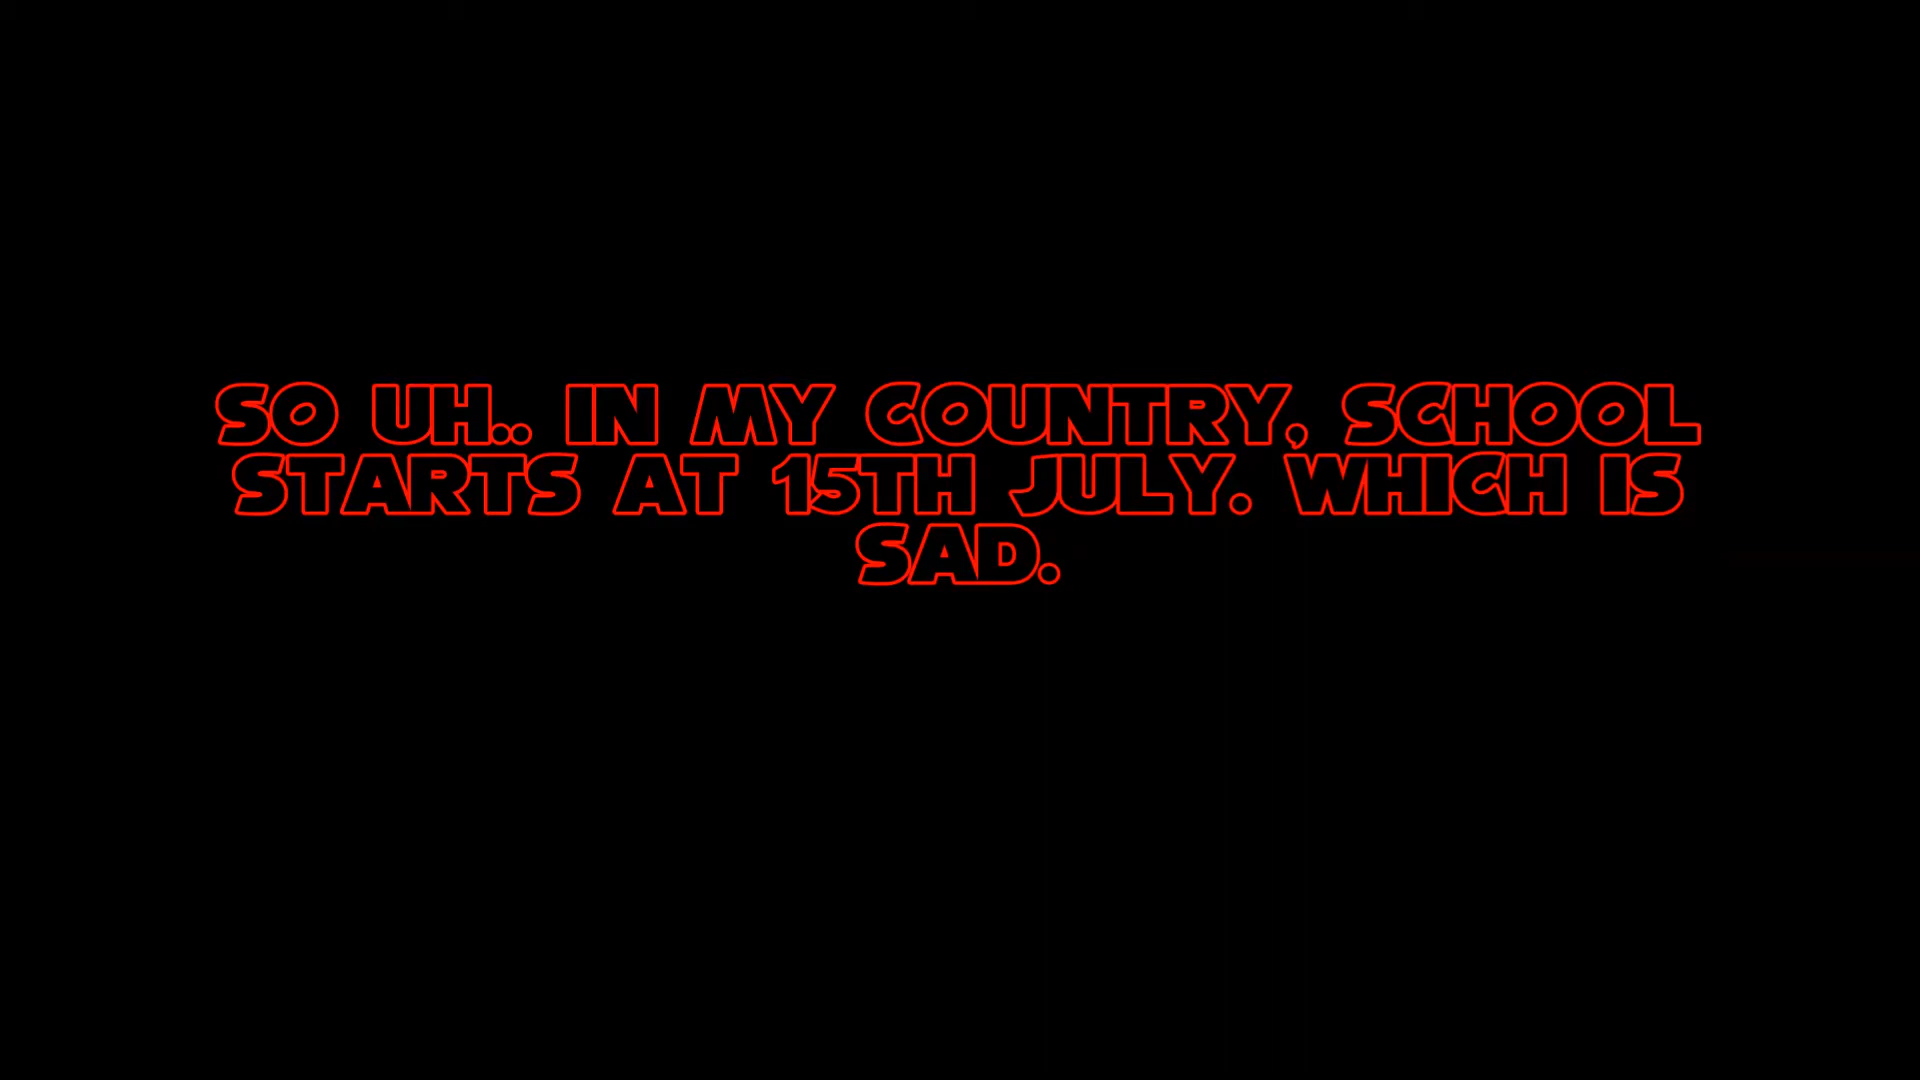 SO UH.. IN MY COUNTRY, SCHOOL
STARTS AT 15TH JULY. WHICH IS
SAD.